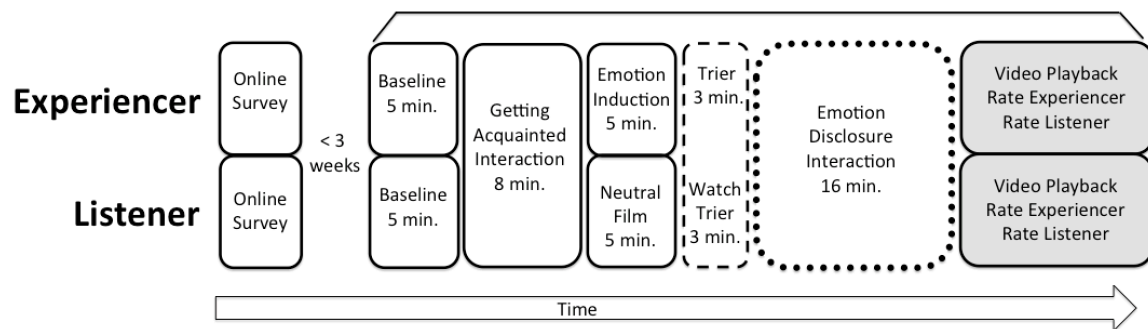 Experiencer
Online
Survey
< 3
weeks
Baseline
5 min.
Getting
Acquainted
Interaction
8 min.
Emotion
Induction
5 min.
Trier
3 min.
Emotion
Disclosure
Interaction
16 min.
Video Playback
Rate Experiencer
Rate Listener
Listener
Online
Survey
Baseline
5 min.
Neutral
Film
5 min.
Watch
Trier
3 min.
Video Playback
Rate Experiencer
Rate Listener
Time